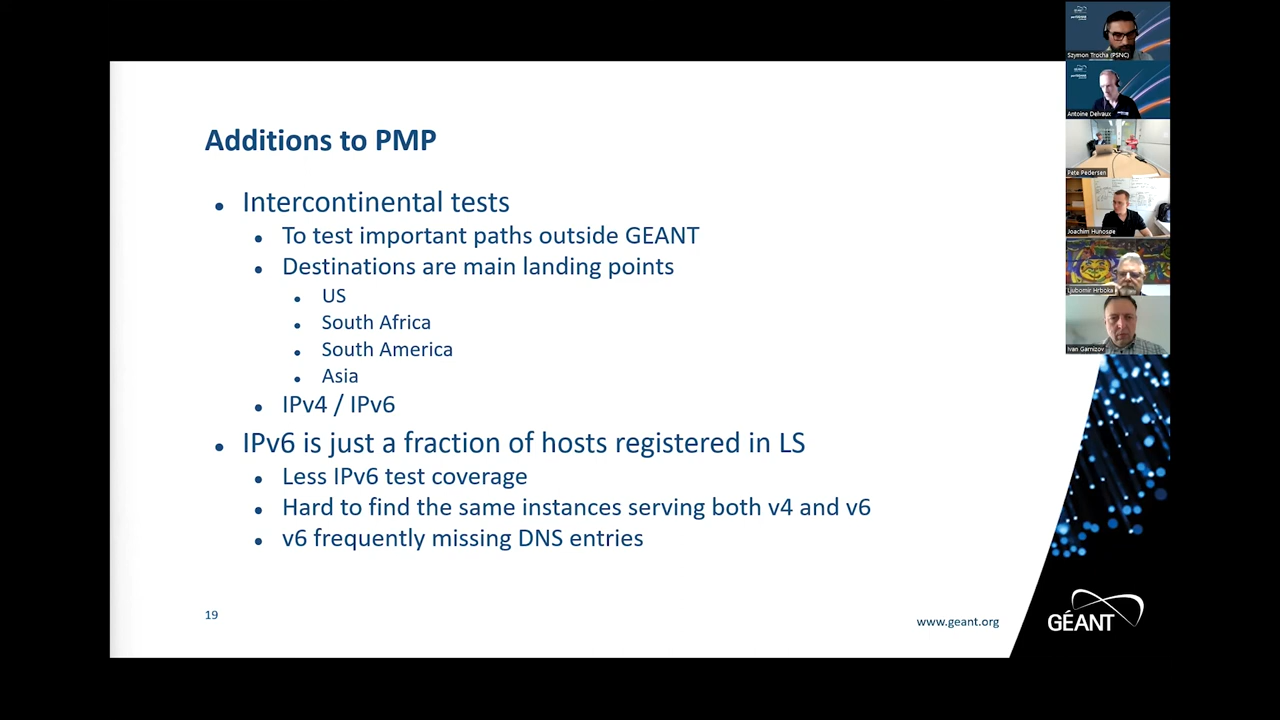 Additions to PMP
• Intercontinental tests
• To test important paths outside GEANT
• Destinations are main landing points
• US
• South Africa
• South America
• Asia
• IPv4 / IPv6
• IPv6 is just a fraction of hosts registered in LS
• Less IPv6 test coverage
• Hard to find the same instances serving both v4 and v6
• v6 frequently missing DNS entries
19
www.geant.org
GÉANT
Szymon Trocha (PSNC)
Antoine Delvaux
Pete Pedersen
Joachim Hunosøe
Ljubomir Hrboka
Ivan Garnizov